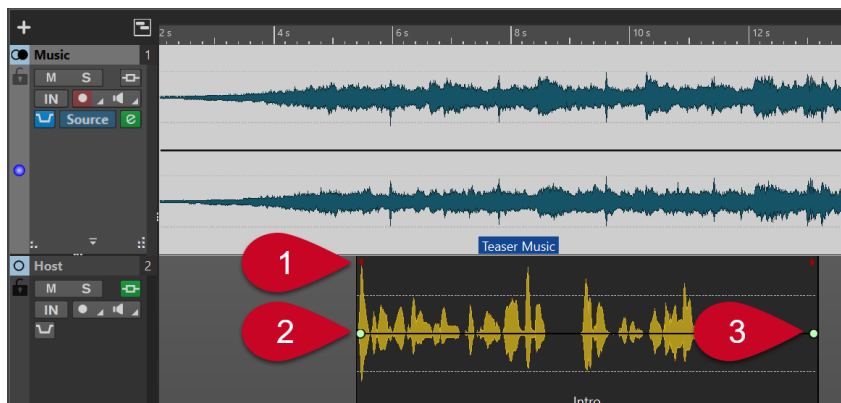 +
2 s 4 s 6 s 8 s 10 s 12 s
Music 1
M S
IN
Source e
Teaser Music
Host 2
M S
IN
1
2
3
Intro